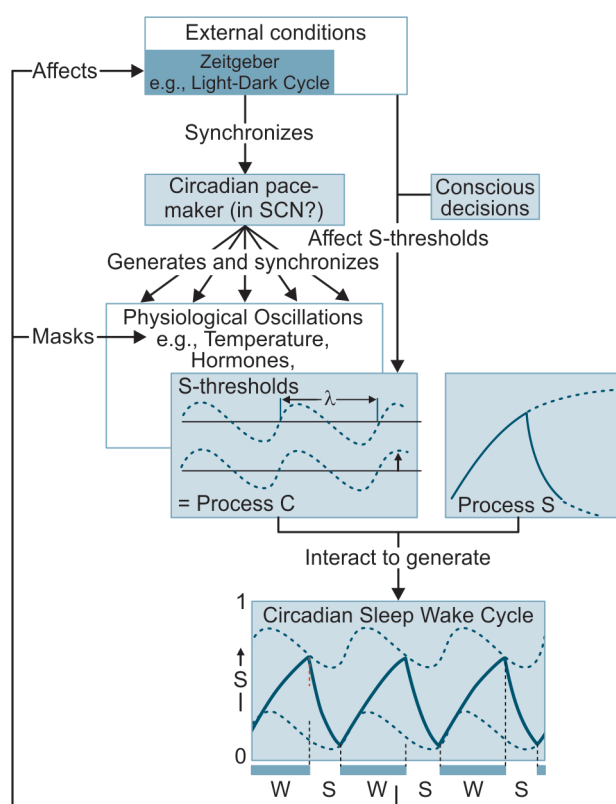 External conditions
Zeitgeber
e.g., Light-Dark Cycle
Affects
Synchronizes
Circadian pace-
maker (in SCN?)
Conscious
decisions
Affect S-thresholds
Generates and synchronizes
Physiological Oscillations
e.g., Temperature,
Hormones,
Masks
S-thresholds
λ
= Process C
Process S
Interact to generate
1
Circadian Sleep Wake Cycle
S
0
W S W S W S